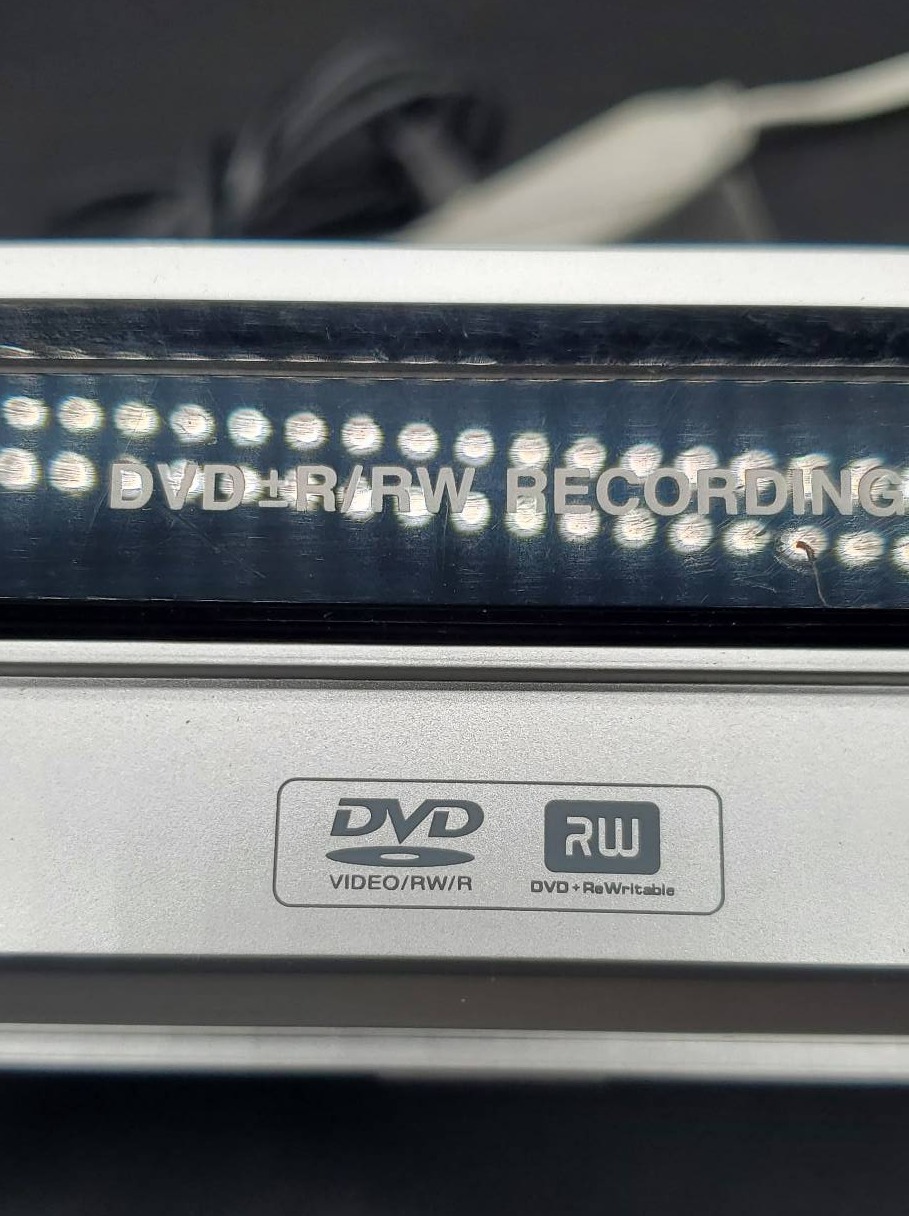 DVD±R/RW RECORDING
DVD
VIDEO/RW/R
RW
DVD+ReWritable